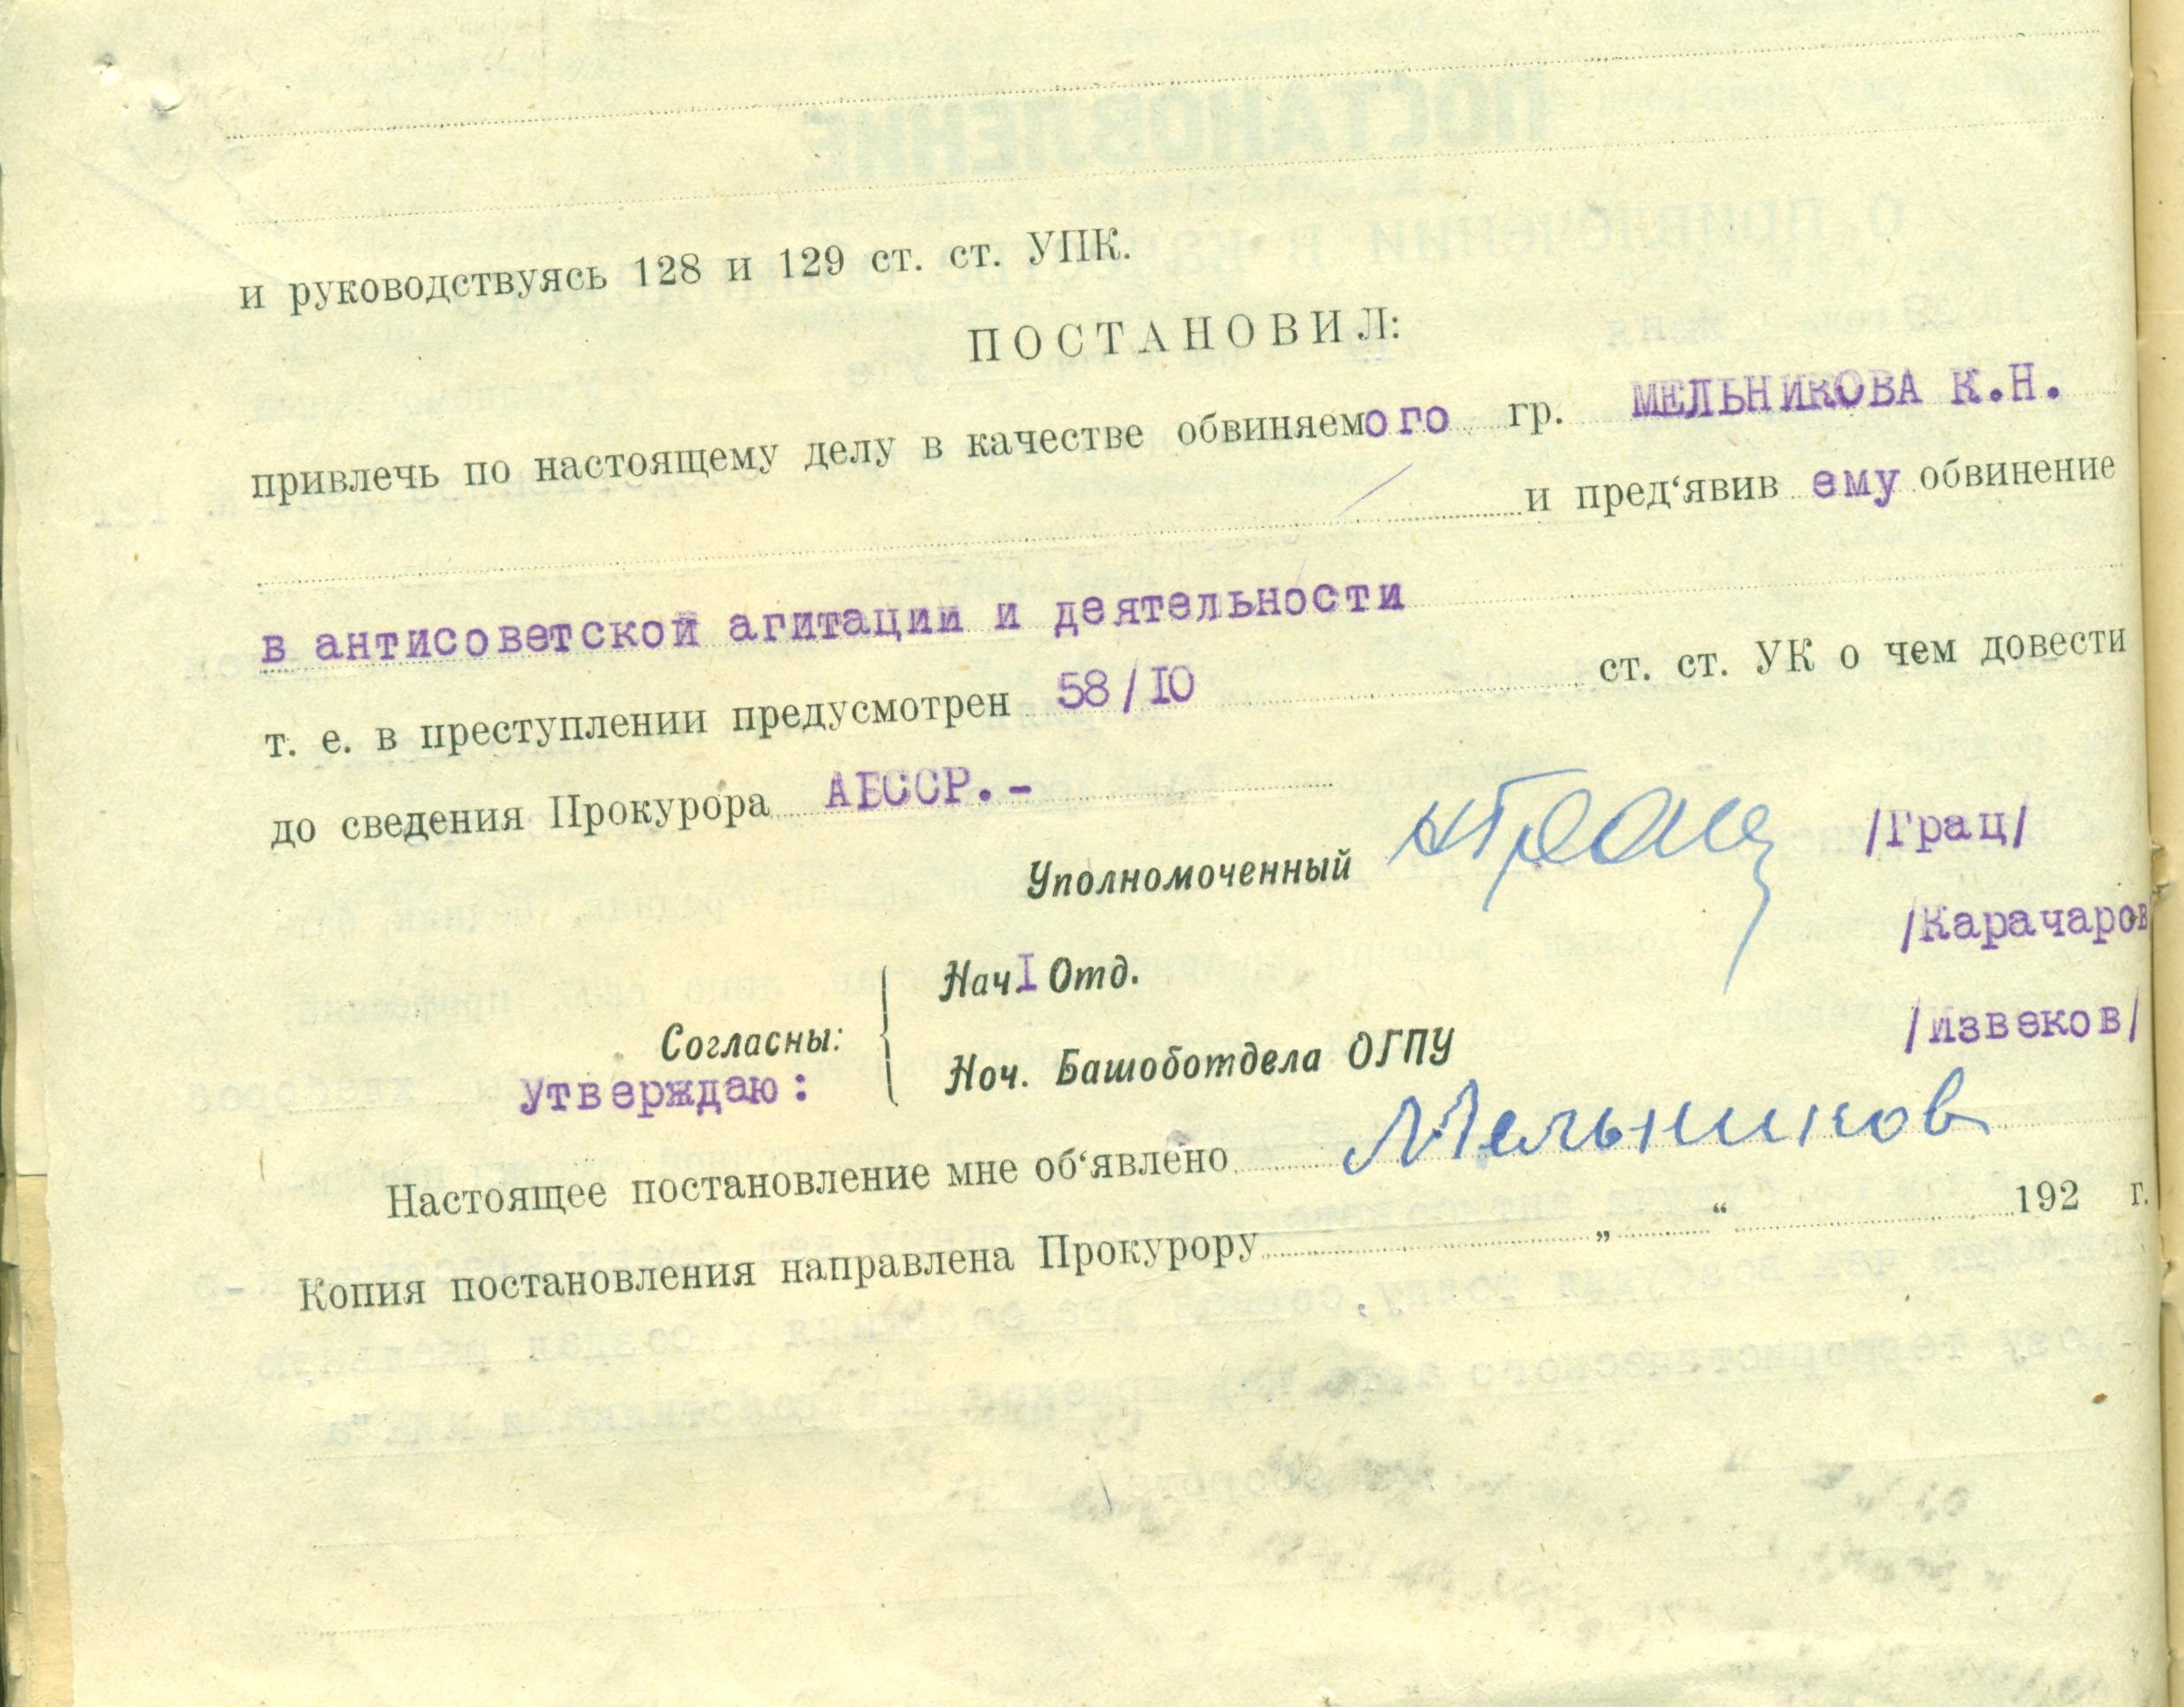 и руководствуясь 128 и 129 ст. ст. УПК.
ПОСТАНОВИЛ:
привлечь по настоящему делу в качестве обвиняемого гр. МЕЛЬНИКОВА К.Н.
и пред‘явив ему обвинение
в антисоветской агитации и деятельности
т. е. в преступлении предусмотрен 58/I0 ст. ст. УК о чем довести
до сведения Прокурора АБССР.-
Уполномоченный /Грац/
/Карачаров
Нач I Отд.
Согласны:
/Извеков/
Нач. Башоботдела ОГПУ
Утверждаю:
Настоящее постановление мне об‘явлено Мельников
Копия постановления направлена Прокурору „ “ 192 г.